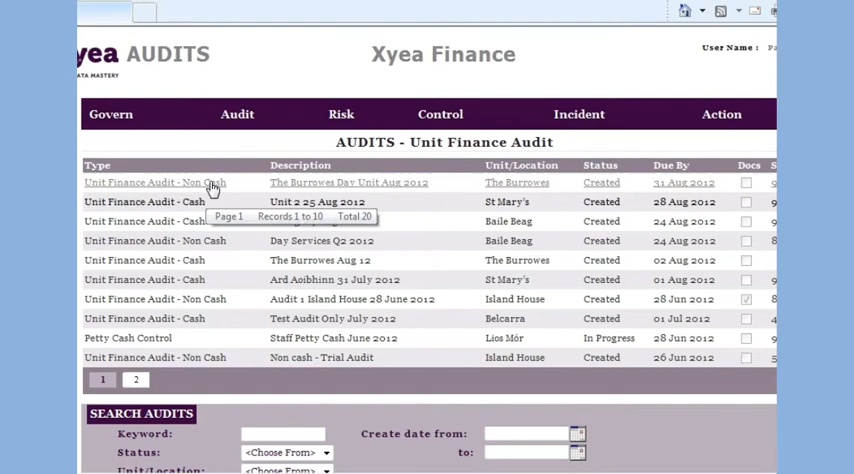 yea AUDITS
DATA MASTERY
Xyea Finance
User Name :
Govern Audit Risk Control Incident Action
AUDITS - Unit Finance Audit
Type Description Unit/Location Status Due By Docs
Unit Finance Audit - Non Cash The Burrowes Day Unit Aug 2012 The Burrowes Created 31 Aug 2012
Unit Finance Audit - Cash Unit 2 25 Aug 2012 St Mary's Created 28 Aug 2012
Unit Finance Audit - Cash Baile Beag Created 24 Aug 2012
Page 1 Records 1 to 10 Total 20
Unit Finance Audit - Non Cash Day Services Q2 2012 Baile Beag Created 24 Aug 2012 8
Unit Finance Audit - Cash The Burrowes Aug 12 The Burrowes Created 02 Aug 2012
Unit Finance Audit - Cash Ard Aoibhinn 31 July 2012 St Mary's Created 01 Aug 2012 9
Unit Finance Audit - Non Cash Audit 1 Island House 28 June 2012 Island House Created 28 Jun 2012 8
Unit Finance Audit - Cash Test Audit Only July 2012 Belcarra Created 01 Jul 2012 4
Petty Cash Control Staff Petty Cash June 2012 Lios Mór In Progress 28 Jun 2012 9
Unit Finance Audit - Non Cash Non cash - Trial Audit Island House Created 26 Jun 2012 5
1 2
SEARCH AUDITS
Keyword: Create date from:
Status: <Choose From> to:
Unit/Location: <Choose From>